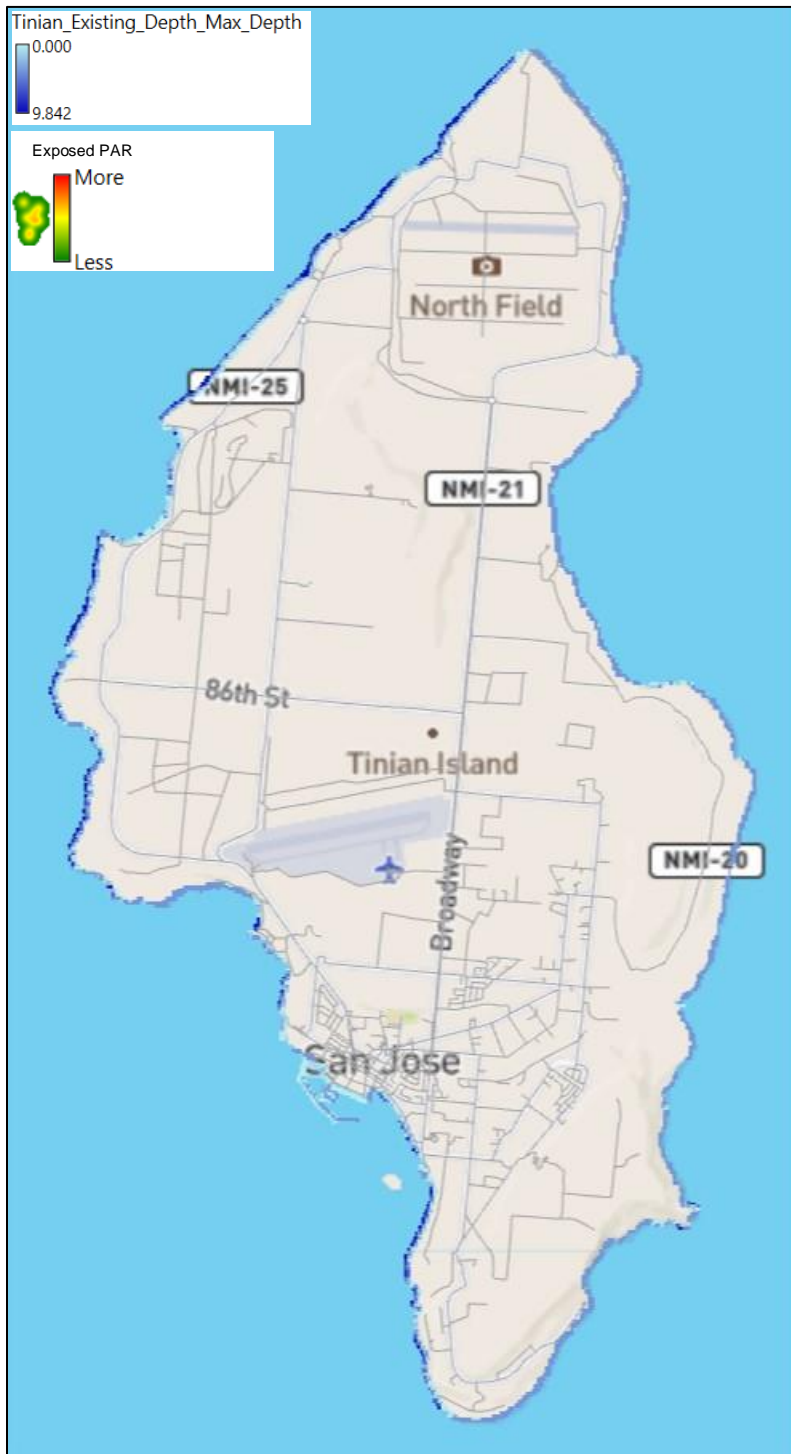 Tinian_Existing_Depth_Max_Depth
0.000
9.842
Exposed PAR
More
Less
North Field
NMI-25
NMI-21
86th St
Tinian Island
Broadway
NMI-20
San Jose